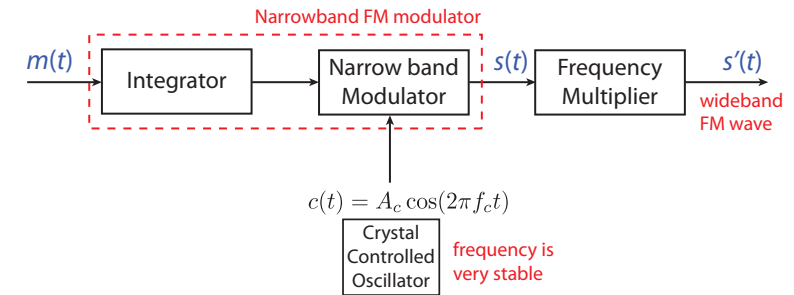 Narrowband FM modulator
m(t)
Integrator
Narrow band
Modulator
s(t)
Frequency
Multiplier
s′(t)
wideband
FM wave
c(t) = A_c cos(2πf_c t)
Crystal
Controlled
Oscillator
frequency is
very stable